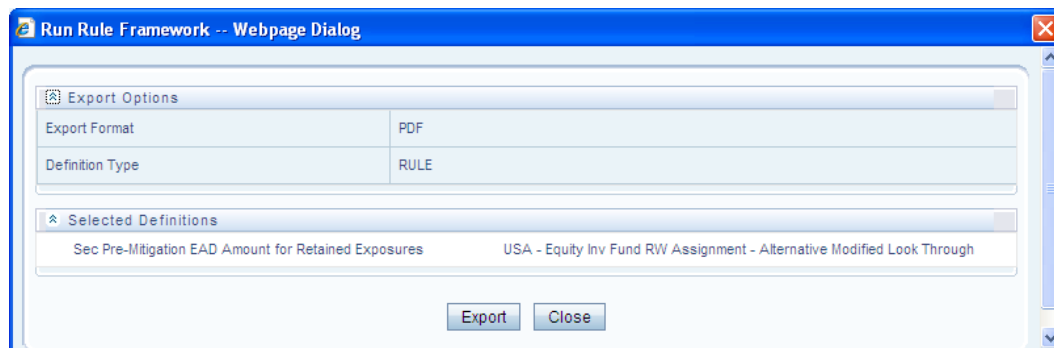 Run Rule Framework -- Webpage Dialog
Export Options
Export Format PDF
Definition Type RULE
Selected Definitions
Sec Pre-Mitigation EAD Amount for Retained Exposures USA - Equity Inv Fund RW Assignment - Alternative Modified Look Through
Export Close